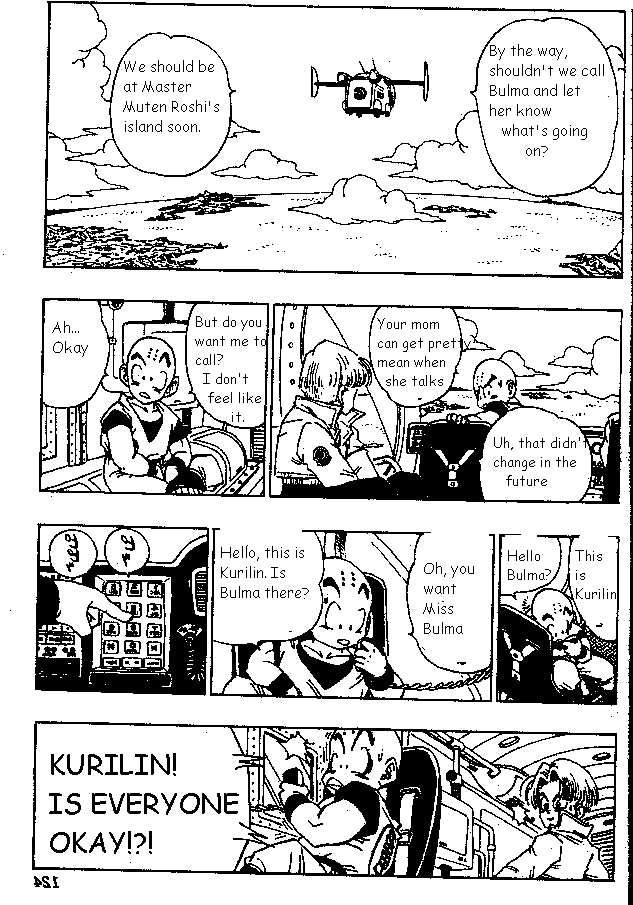 We should be
at Master
Muten Roshi's
island soon.
By the way,
shouldn't we call
Bulma and let
her know
what's going
on?
Ah...
Okay
But do you
want me to
call?
I don't
feel like
it.
Your mom
can get pretty
mean when
she talks
Uh, that didn't
change in the
future
Hello, this is
Kurilin. Is
Bulma there?
Oh, you
want
Miss
Bulma
Hello
Bulma?
This
is
Kurilin
KURILIN!
IS EVERYONE
OKAY!?!
124